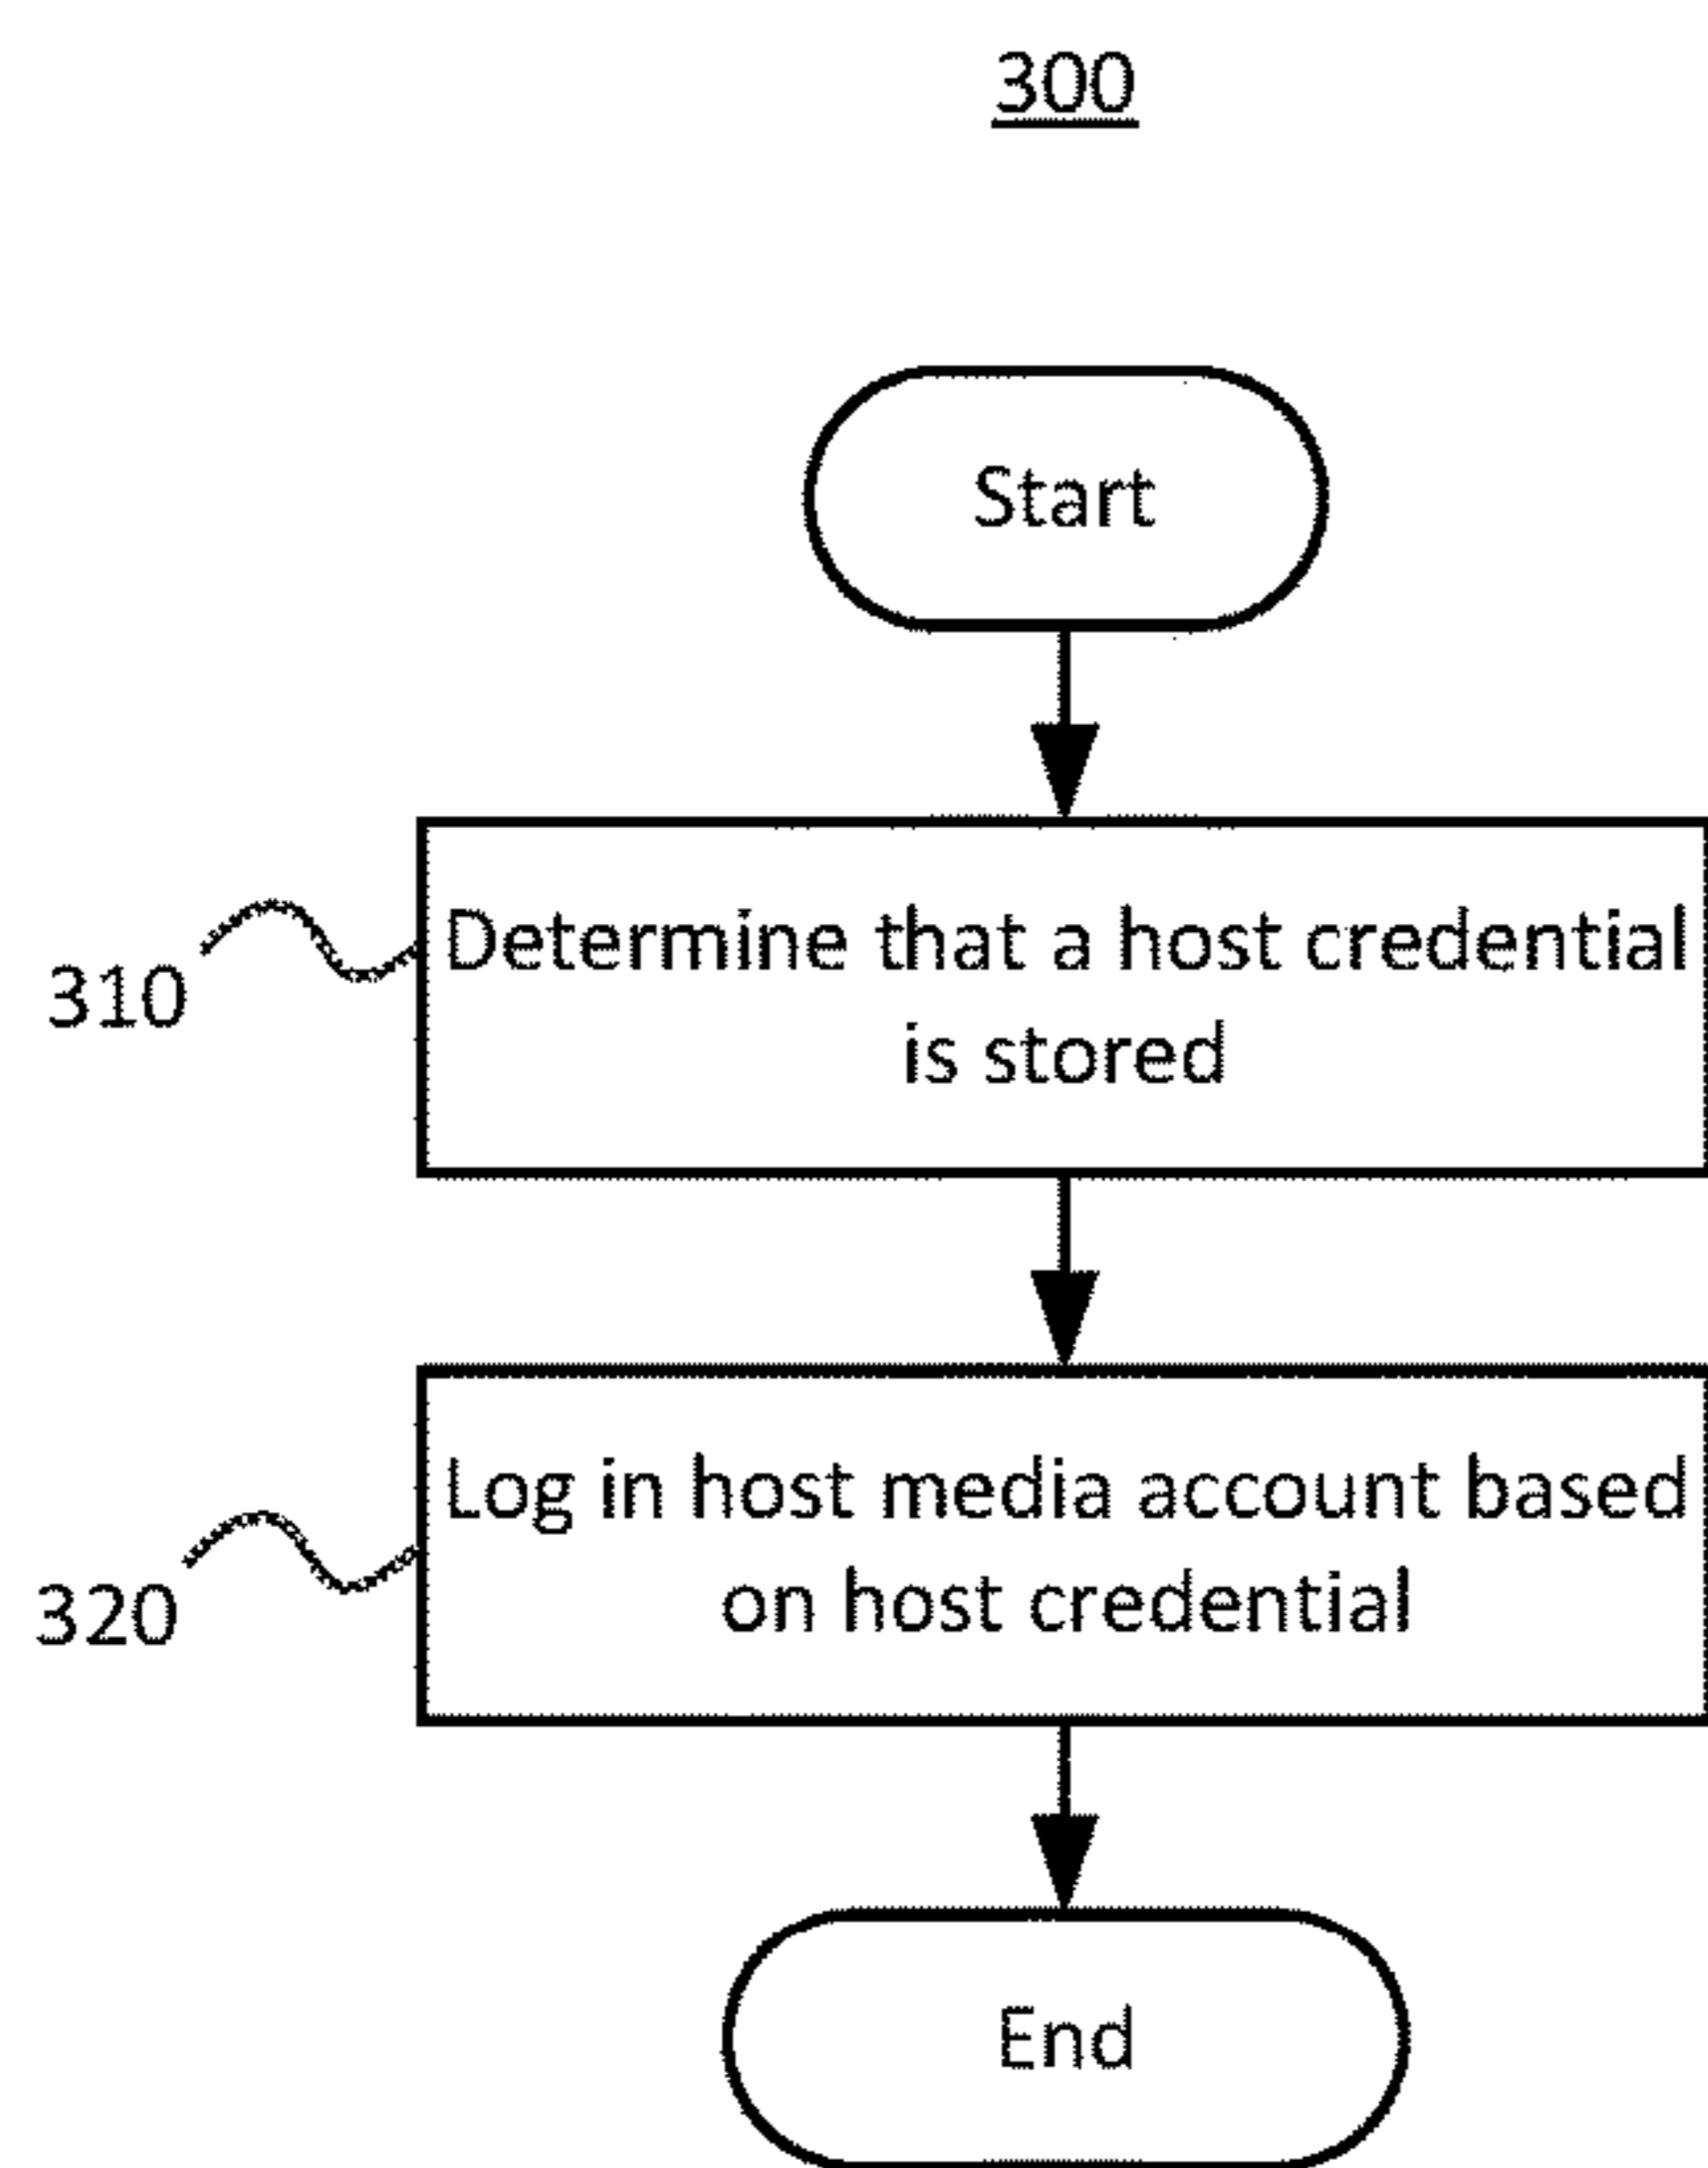 300
Start
Determine that a host credential
is stored
310
Log in host media account based
on host credential
320
End